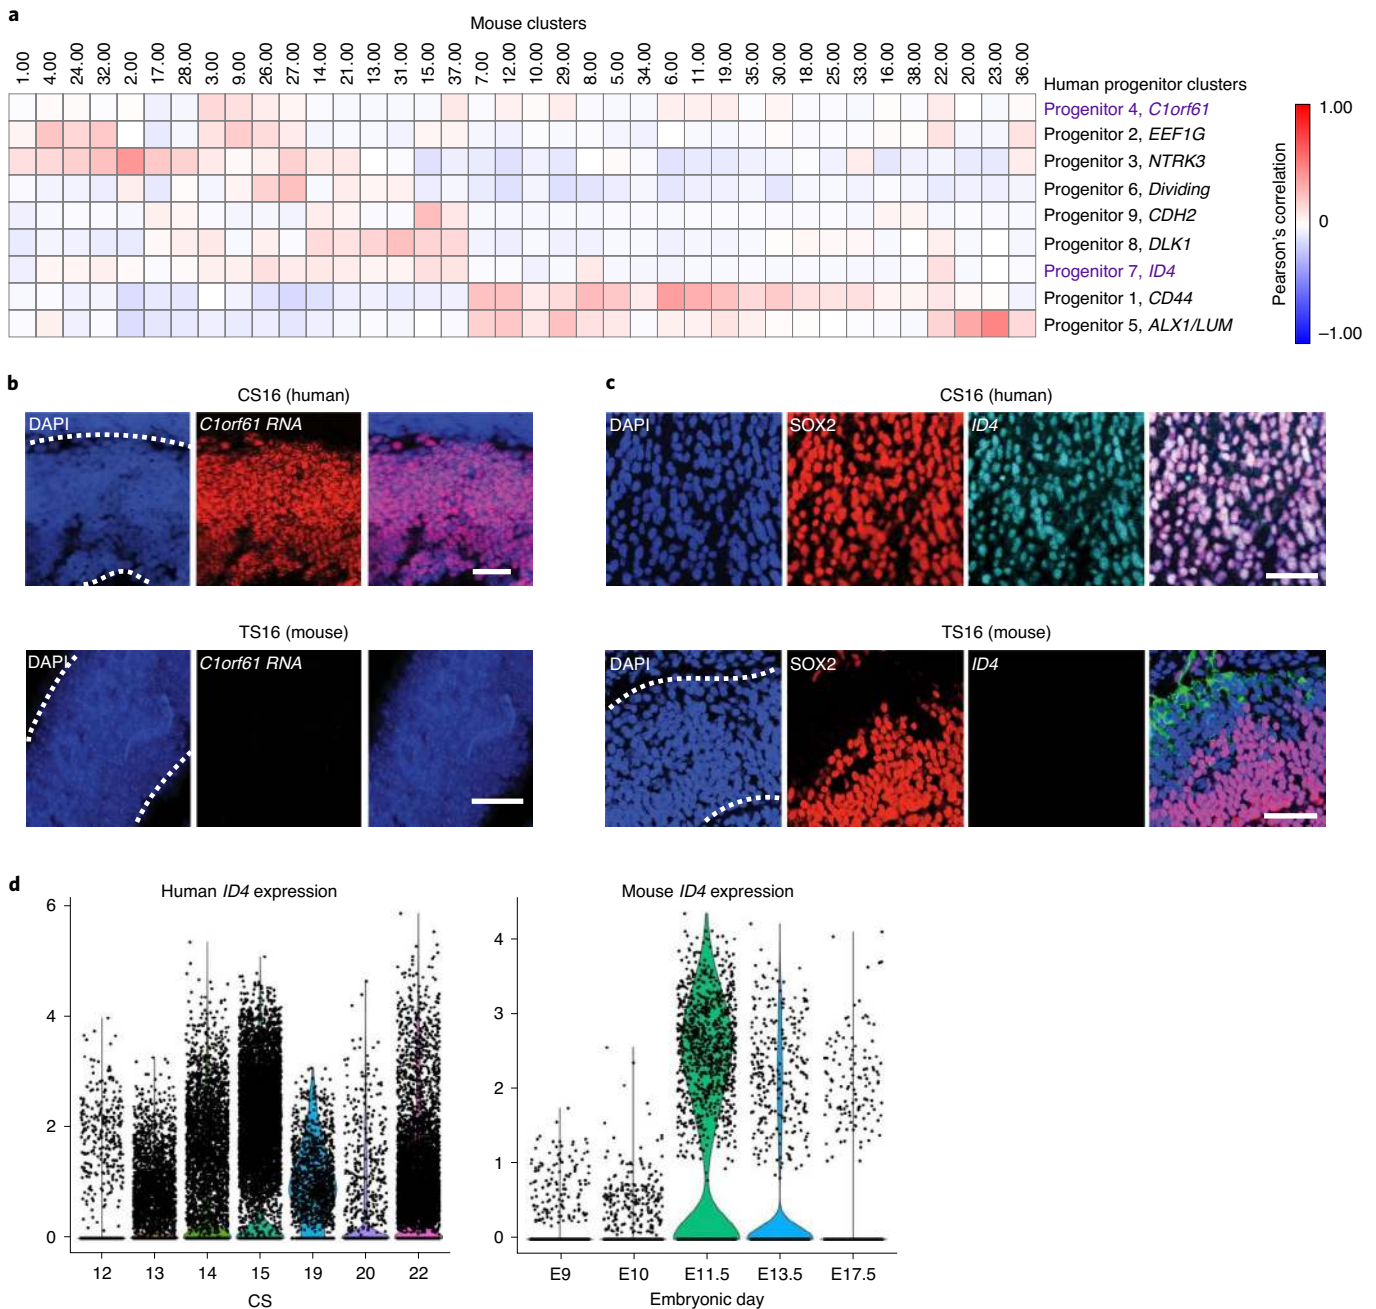 a
Mouse clusters
1.00 4.00 24.00 32.00 2.00 17.00 28.00 3.00 9.00 26.00 27.00 14.00 21.00 13.00 31.00 15.00 37.00 7.00 12.00 10.00 29.00 8.00 5.00 34.00 6.00 11.00 19.00 35.00 30.00 18.00 25.00 33.00 16.00 38.00 22.00 20.00 23.00 36.00
Human progenitor clusters
Progenitor 4, C1orf61
Progenitor 2, EEF1G
Progenitor 3, NTRK3
Progenitor 6, Dividing
Progenitor 9, CDH2
Progenitor 8, DLK1
Progenitor 7, ID4
Progenitor 1, CD44
Progenitor 5, ALX1/LUM
Pearson's correlation
1.00
0
–1.00
b
CS16 (human)
DAPI
C1orf61 RNA
TS16 (mouse)
DAPI
C1orf61 RNA
c
CS16 (human)
DAPI
SOX2
ID4
TS16 (mouse)
DAPI
SOX2
ID4
d
Human ID4 expression
6
4
2
0
12 13 14 15 19 20 22
CS
Mouse ID4 expression
4
3
2
1
0
E9 E10 E11.5 E13.5 E17.5
Embryonic day